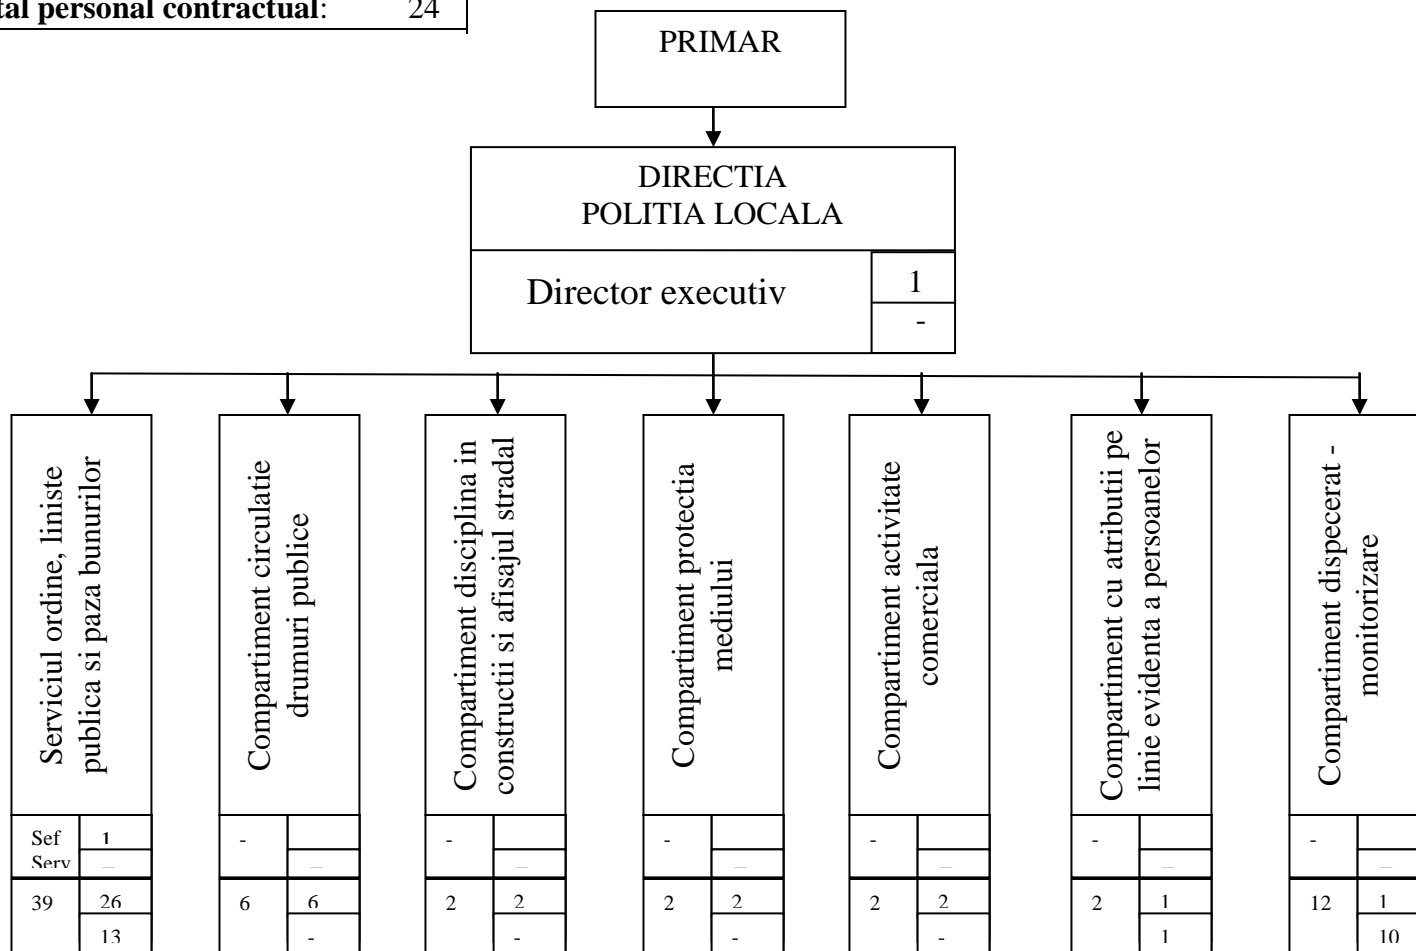 tal personal contractual: 24
PRIMAR
DIRECTIA
POLITIA LOCALA
Director executiv
1
-
Serviciul ordine, liniste
publica si paza bunurilor
Compartiment circulatie
drumuri publice
Compartiment disciplina in
constructii si afisajul stradal
Compartiment protectia
mediului
Compartiment activitate
comerciala
Compartiment cu atributii pe
linie evidenta a persoanelor
Compartiment dispecerat -
monitorizare
Sef 1 - - - - - -
Serv - - - - - - -
39 26 6 6 2 2 2 2 2 2 2 1 12 1
13 - - - - 1 10